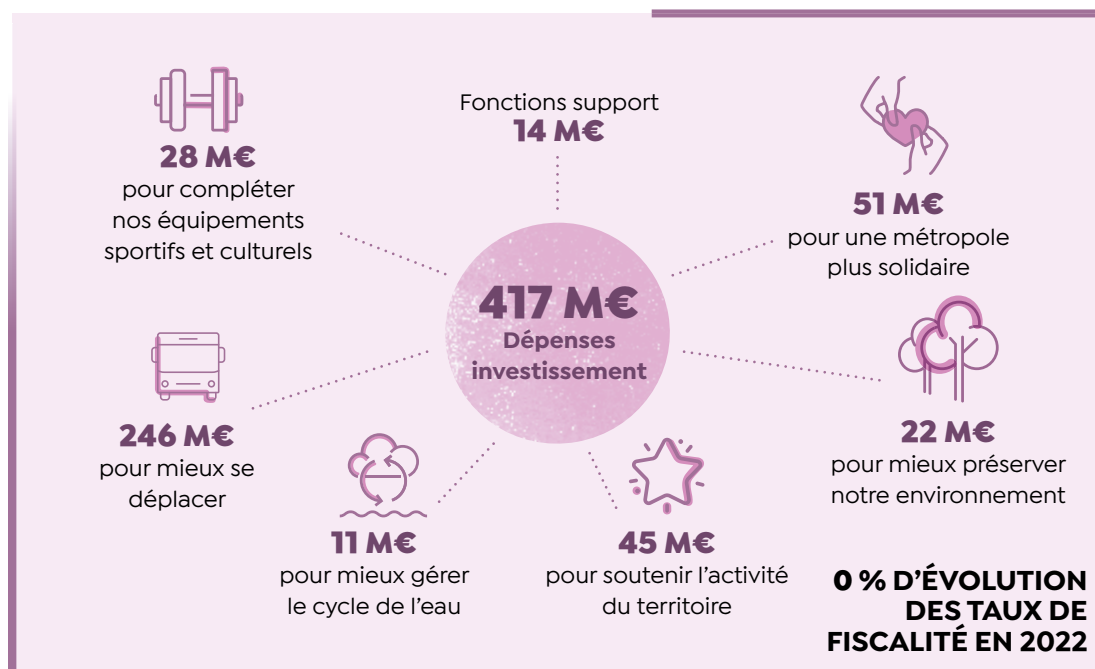 Fonctions support
14 M€
28 M€
pour compléter
nos équipements
sportifs et culturels
51 M€
pour une métropole
plus solidaire
417 M€
Dépenses
investissement
246 M€
pour mieux se
déplacer
22 M€
pour mieux préserver
notre environnement
11 M€
pour mieux gérer
le cycle de l’eau
45 M€
pour soutenir l’activité
du territoire
0 % D’ÉVOLUTION
DES TAUX DE
FISCALITÉ EN 2022